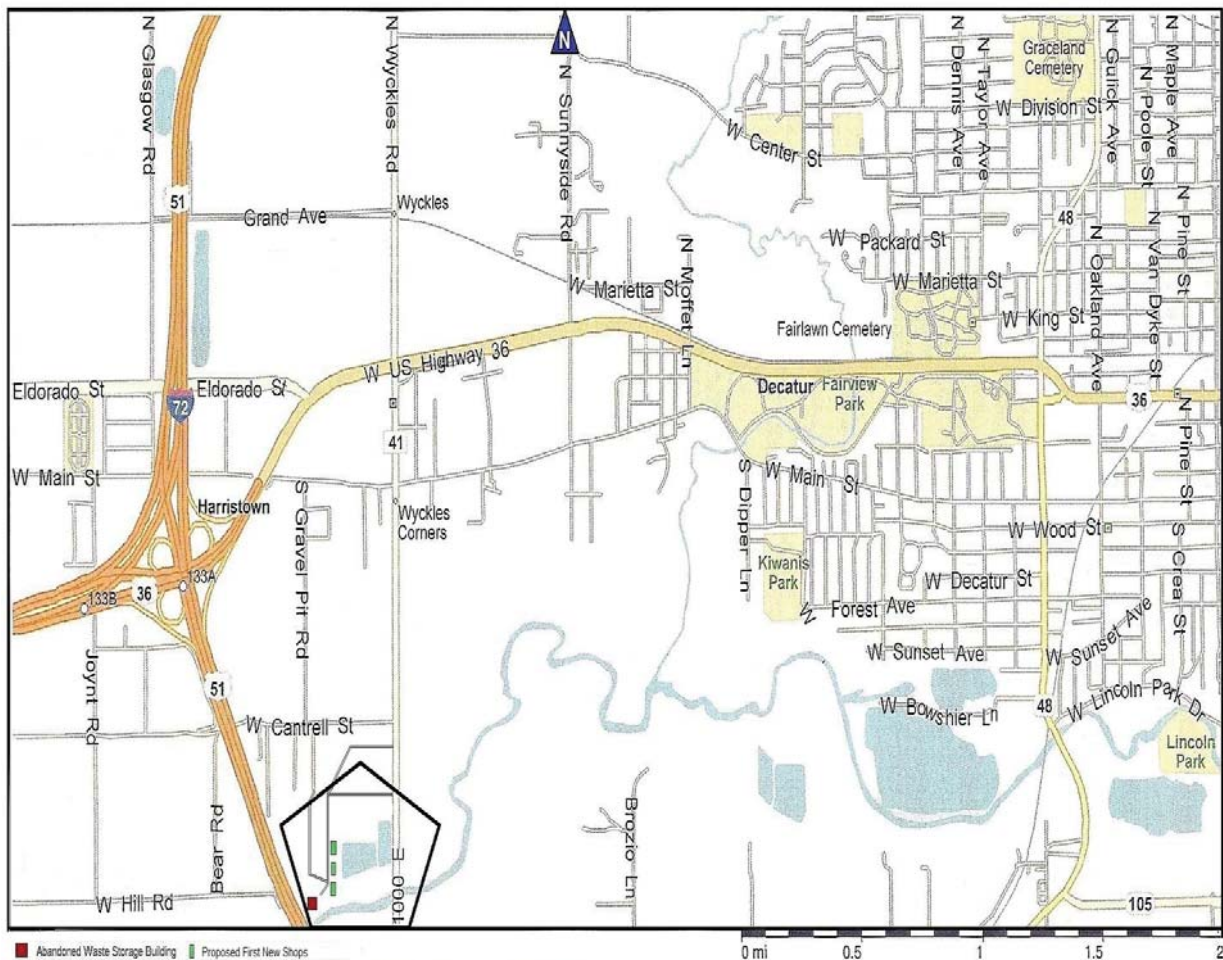 N Glasgow Rd
N Wyckles Rd
N
N Sunnyside Rd
N Dennis Ave
N Taylor Ave
Graceland
Cemetery
N Gulick Ave
N Poole St
N Maple Ave
W Division St
W Center St
51
Grand Ave
Wyckles
48
W Packard St
N Oakland Ave
N Van Dyke St
N Pine St
N Moffet Ln
W Marietta St
W Marietta St
W King St
Fairlawn Cemetery
W US Highway 36
Eldorado St
Eldorado St
72
Decatur
Fairview
Park
36
N Pine St
41
W Main St
W Main St
Harristown
S Gravel Pit Rd
Wyckles
Corners
S Dipper Ln
W Wood St
S Crea St
Kiwanis
Park
W Decatur St
133A
36
133B
W Forest Ave
W Sunset Ave
W Sunset Ave
Joynt Rd
51
W Cantrell St
W Bowshier Ln
48
W Lincoln Park Dr
Lincoln
Park
Bear Rd
Brozio Ln
1000 E
W Hill Rd
105
Abandoned Waste Storage Building
Proposed First New Shops
0 mi 0.5 1 1.5 2